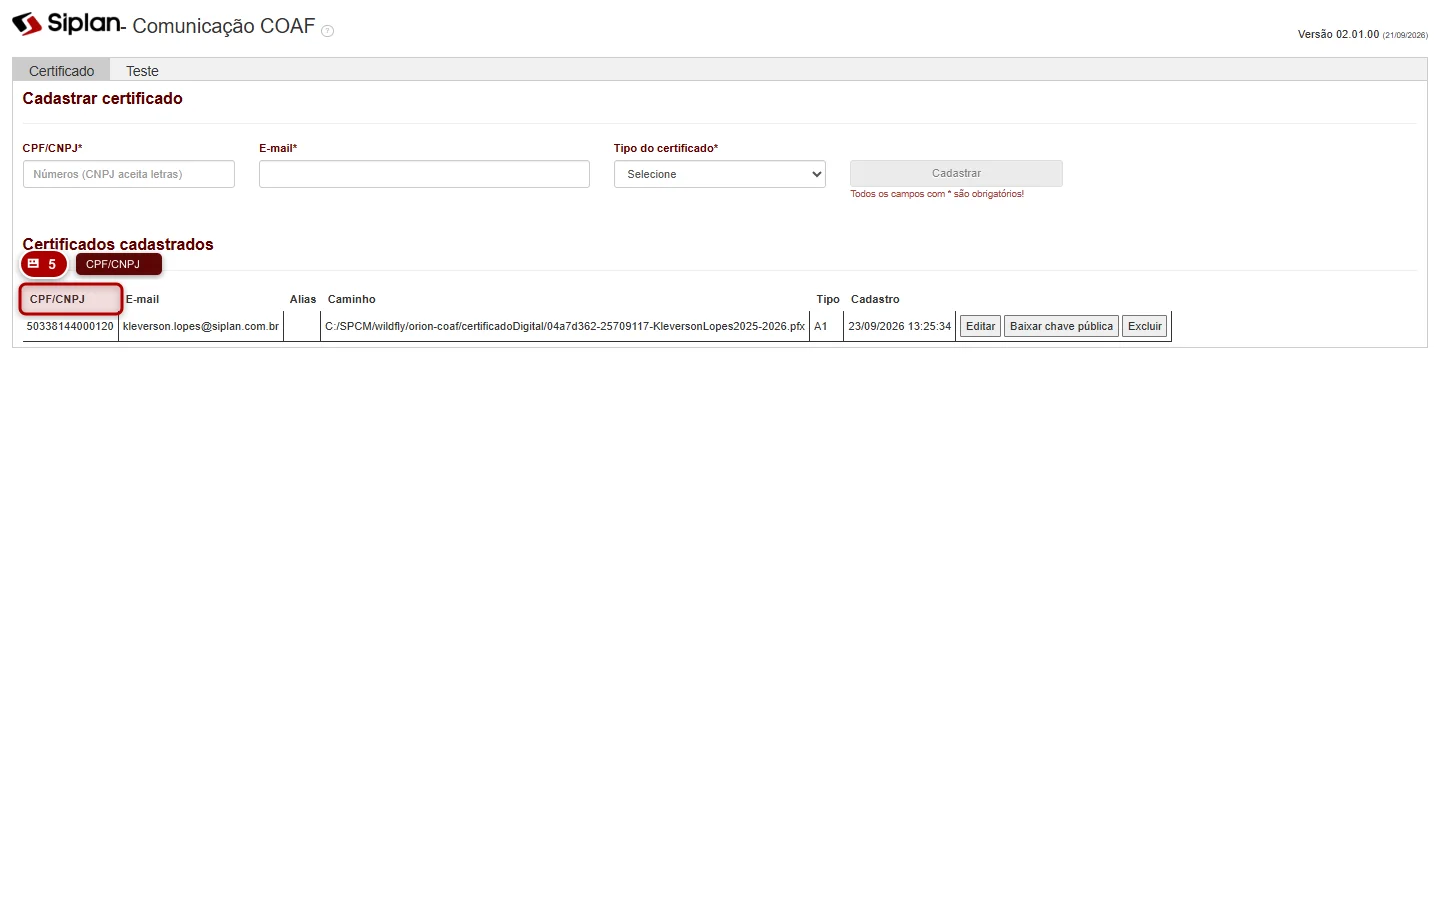 Siplan - Comunicação COAF ?
Versão 02.01.00 (21/09/2026)
Certificado Teste
Cadastrar certificado
CPF/CNPJ* E-mail* Tipo do certificado*
Números (CNPJ aceita letras) Selecione Cadastrar
Todos os campos com * são obrigatórios!
Certificados cadastrados
5 CPF/CNPJ
CPF/CNPJ E-mail Alias Caminho Tipo Cadastro
50338144000120 kleverson.lopes@siplan.com.br C:/SPCM/wildfly/orion-coaf/certificadoDigital/04a7d362-25709117-KleversonLopes2025-2026.pfx A1 23/09/2026 13:25:34 Editar Baixar chave pública Excluir